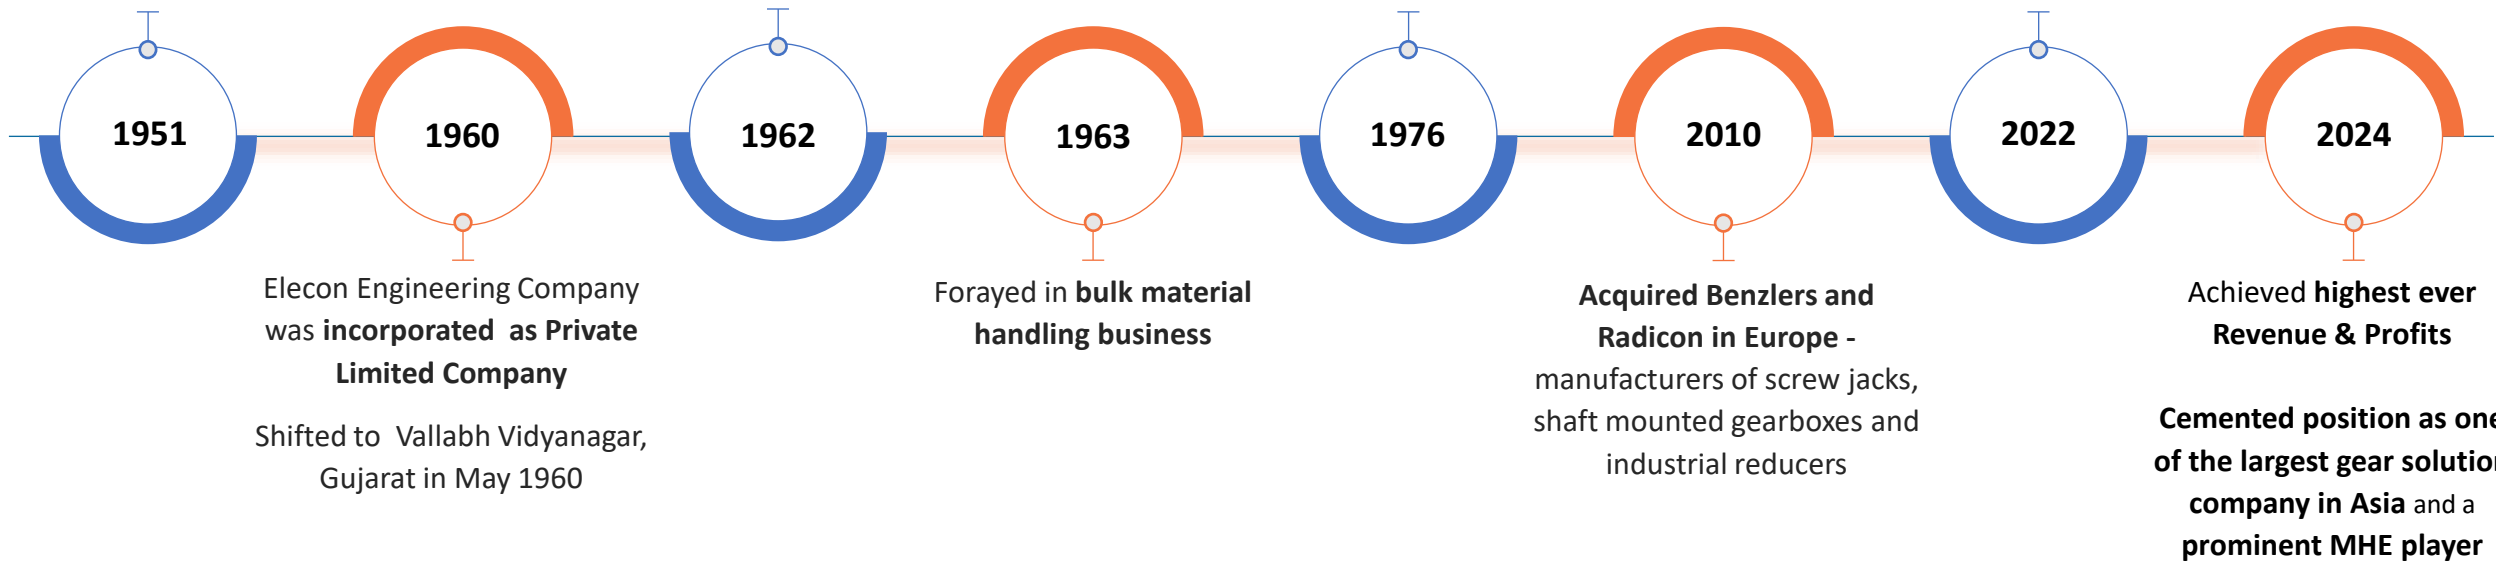 1951
1960
1962
1963
1976
2010
2022
2024
Elecon Engineering Company
was incorporated as Private
Limited Company
Shifted to Vallabh Vidyanagar,
Gujarat in May 1960
Forayed in bulk material
handling business
Acquired Benzlers and
Radicon in Europe -
manufacturers of screw jacks,
shaft mounted gearboxes and
industrial reducers
Achieved highest ever
Revenue & Profits
Cemented position as one
of the largest gear solution
company in Asia and a
prominent MHE player